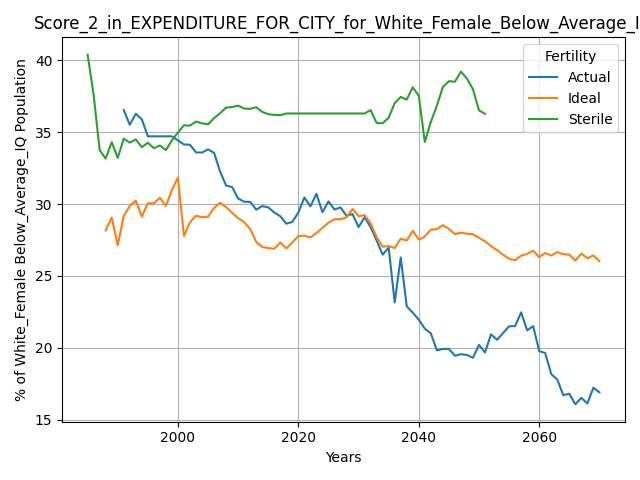 Score_2_in_EXPENDITURE_FOR_CITY_for_White_Female_Below_Average_I
% of White_Female Below_Average_IQ Population
40
35
30
25
20
15
Fertility
Actual
Ideal
Sterile
2000
2020
2040
2060
Years